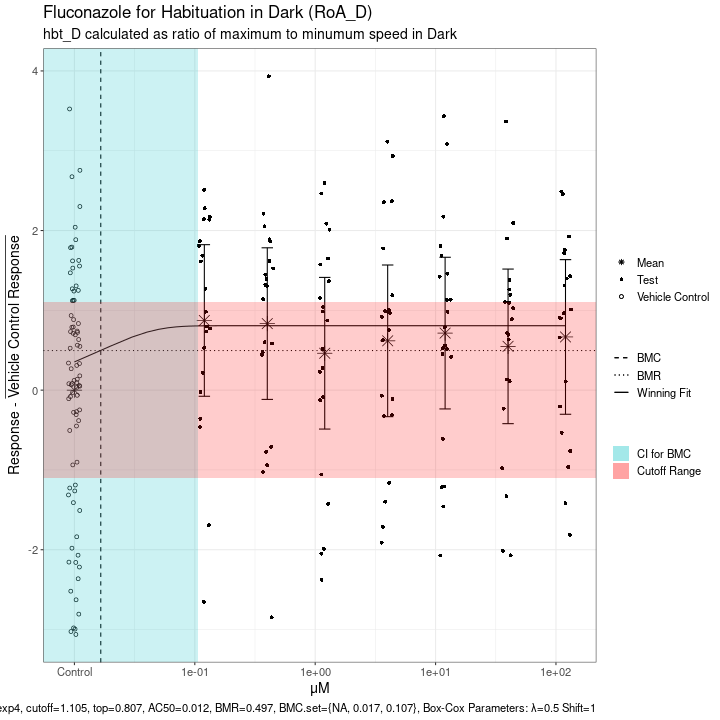 Fluconazole for Habituation in Dark (RoA_D)
hbt_D calculated as ratio of maximum to minumum speed in Dark
Response - Vehicle Control Response
4
2
0
-2
Control
1e-01
1e+00
1e+01
1e+02
µM
Mean
Test
Vehicle Control
BMC
BMR
Winning Fit
CI for BMC
Cutoff Range
exp4, cutoff=1.105, top=0.807, AC50=0.012, BMR=0.497, BMC.set={NA, 0.017, 0.107}, Box-Cox Parameters: λ=0.5 Shift=1